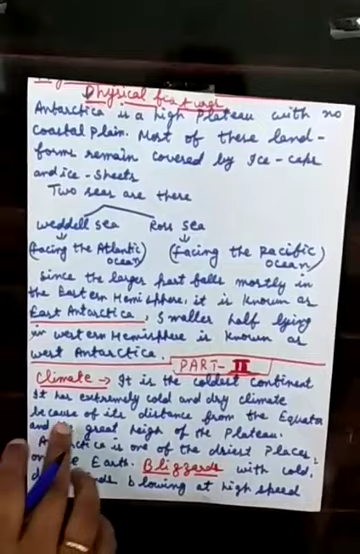 Physical features
Antarctica is a high Plateau with no
Coastal Plain. Most of these land-
forms remain covered by Ice-caps
and ice-sheets
Two seas are there
Weddell sea Ross sea
(facing the Atlantic Ocean) (facing the Pacific Ocean)
Since the larger part falls mostly in
the Eastern Hemisphere, it is known as
East Antarctica. Smaller half lying
in western Hemisphere is known as
West Antarctica.
PART-II
Climate → It is the coldest continent
It has extremely cold and dry climate
because of its distance from the Equator
and great heigh of the Plateau.
is one of the driest Places
Earth. Blizzards with cold,
blowing at high speed